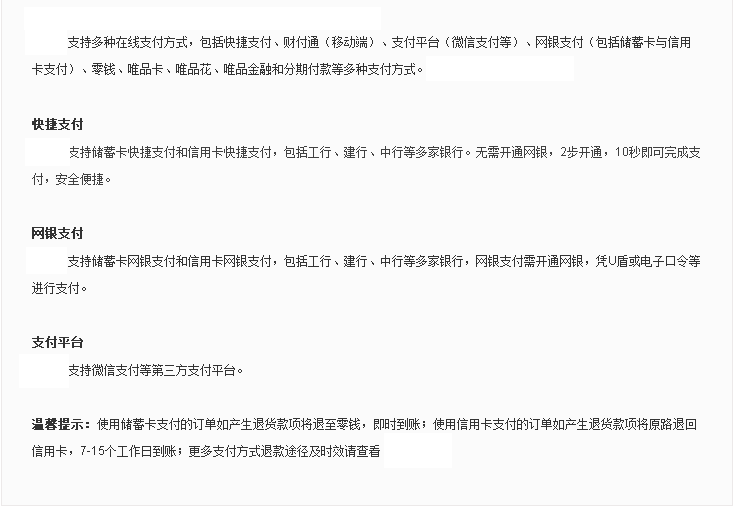 支持多种在线支付方式，包括快捷支付、财付通（移动端）、支付平台（微信支付等）、网银支付（包括储蓄卡与信用
卡支付）、零钱、唯品卡、唯品花、唯品金融和分期付款等多种支付方式。
快捷支付
支持储蓄卡快捷支付和信用卡快捷支付，包括工行、建行、中行等多家银行。无需开通网银，2步开通，10秒即可完成支
付，安全便捷。
网银支付
支持储蓄卡网银支付和信用卡网银支付，包括工行、建行、中行等多家银行，网银支付需开通网银，凭U盾或电子口令等
进行支付。
支付平台
支持微信支付等第三方支付平台。
温馨提示：使用储蓄卡支付的订单如产生退货款项将退至零钱，即时到账；使用信用卡支付的订单如产生退货款项将原路退回
信用卡，7-15个工作日到账；更多支付方式退款途径及时效请查看